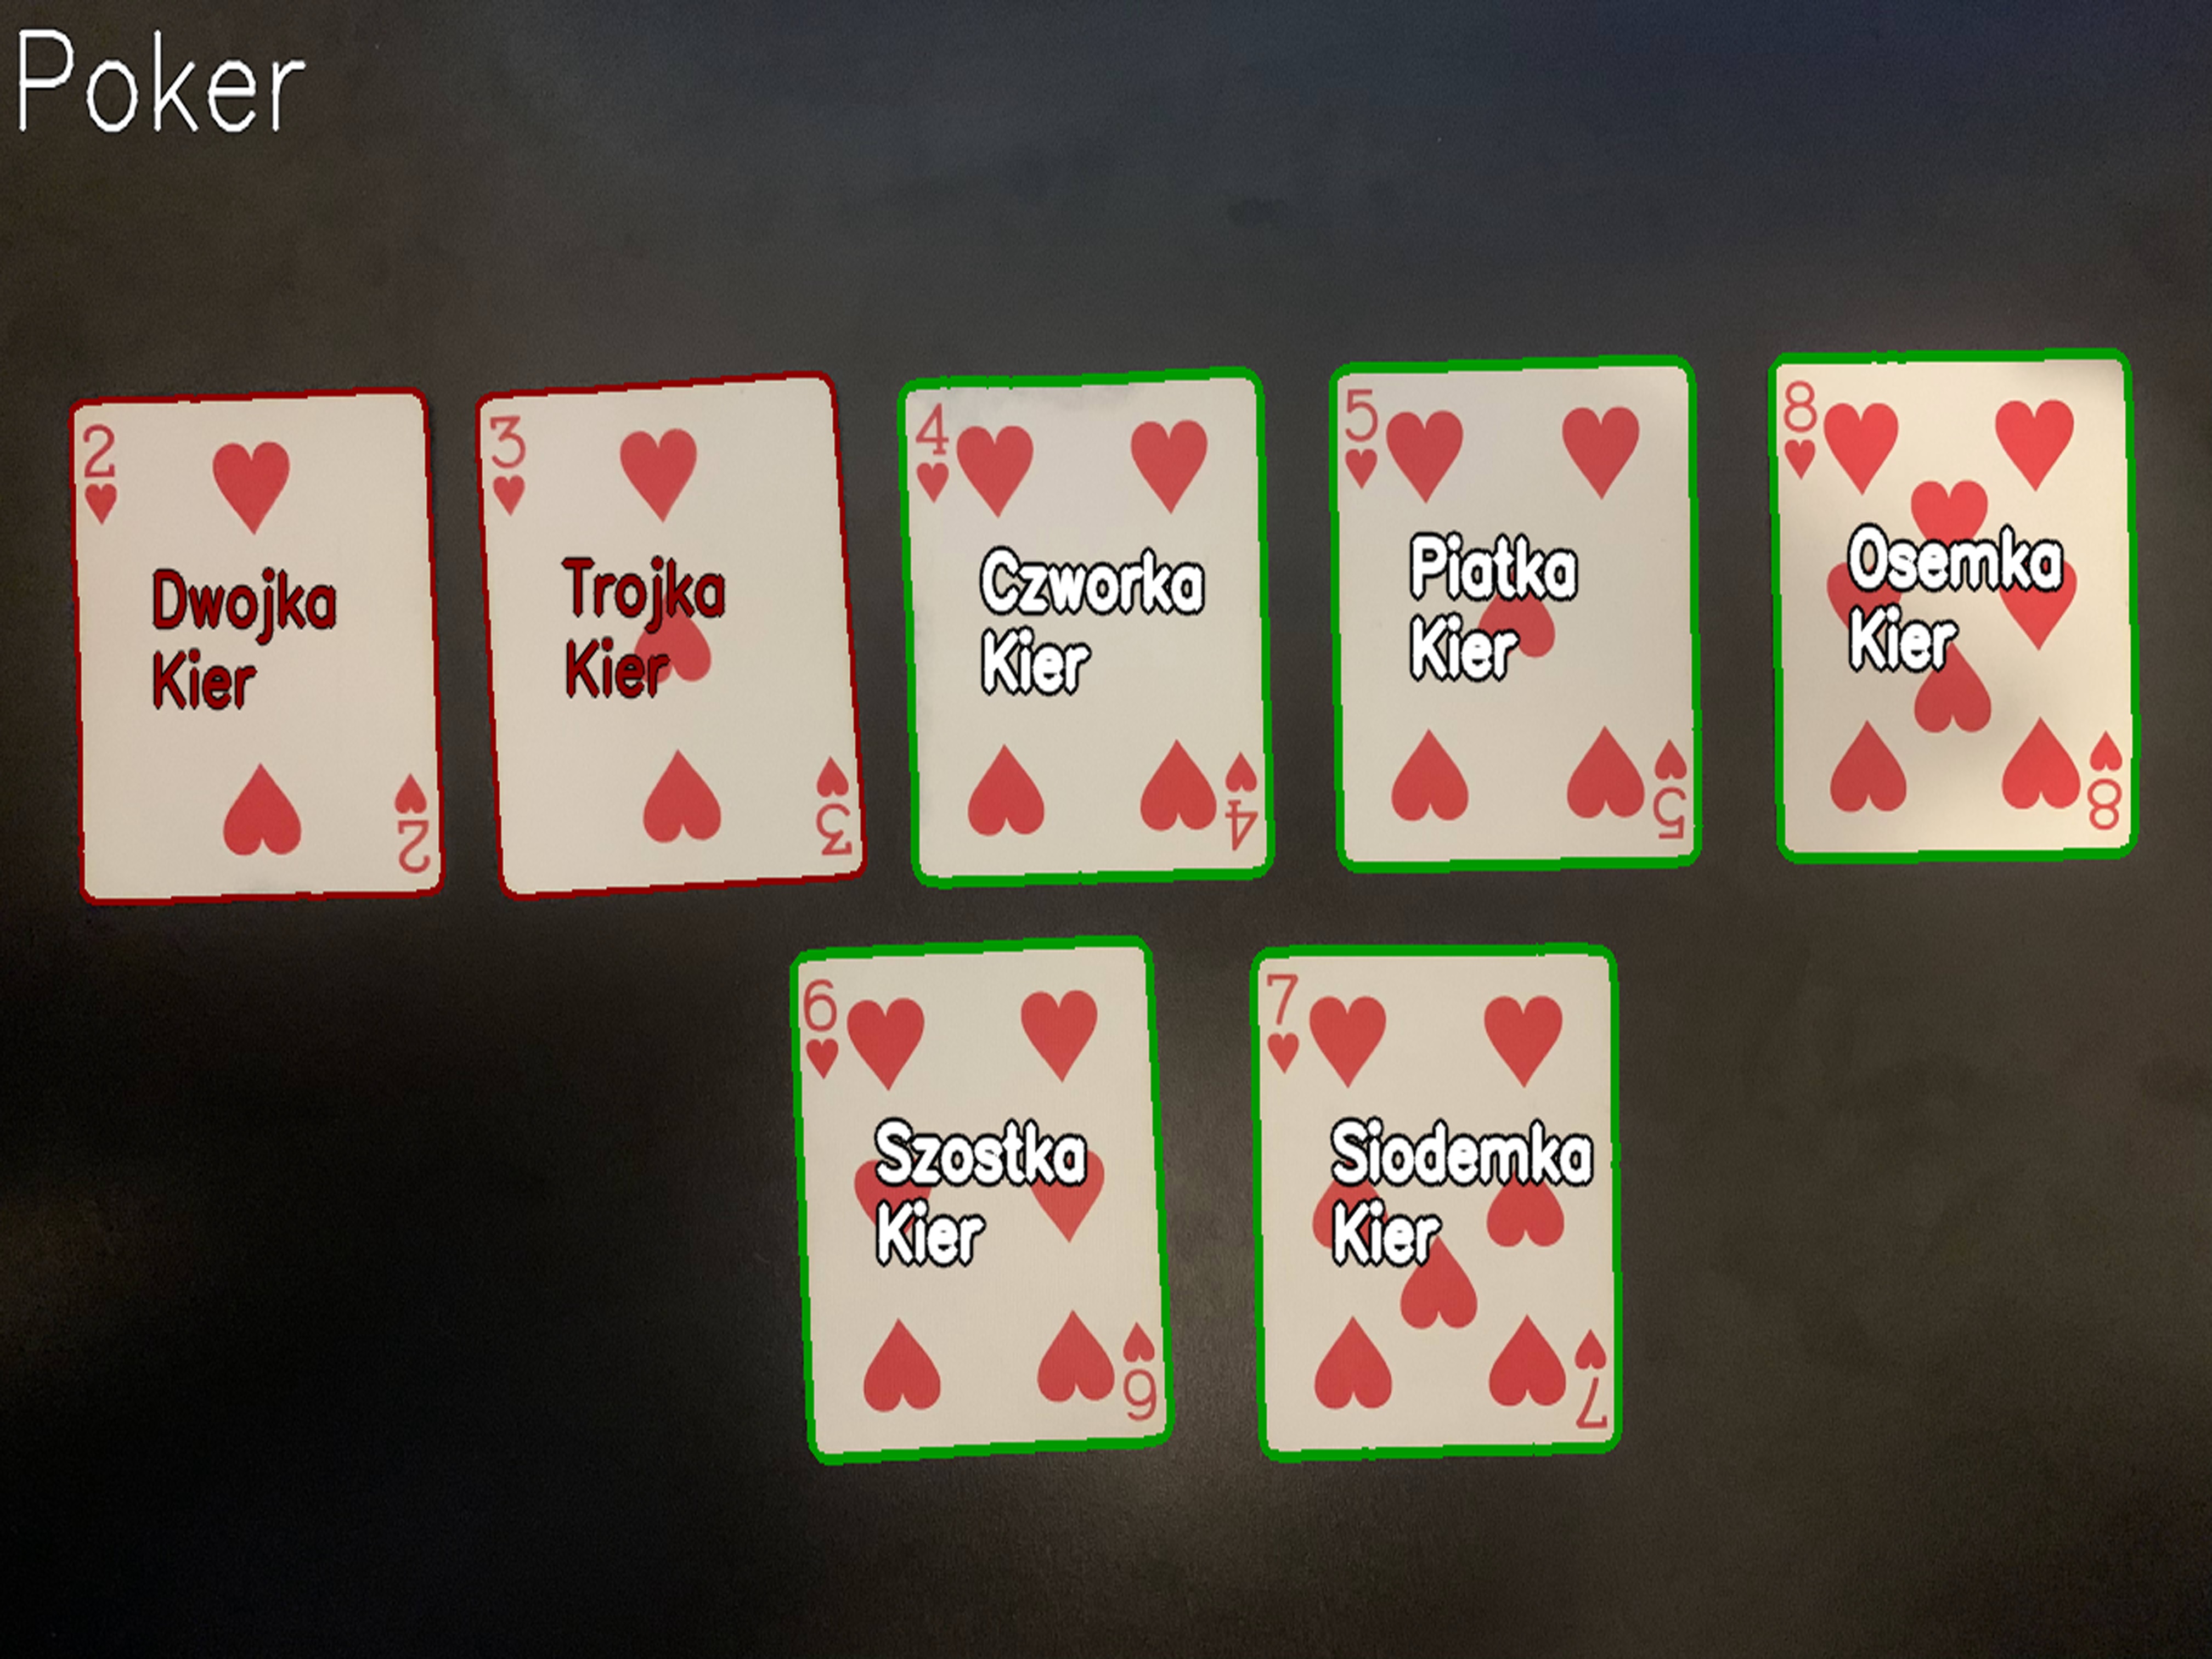 Poker
2
Dwojka
Kier
2
3
Trojka
Kier
3
4
Czworka
Kier
4
5
Piatka
Kier
5
8
Osemka
Kier
8
6
Szostka
Kier
6
7
Siodemka
Kier
7